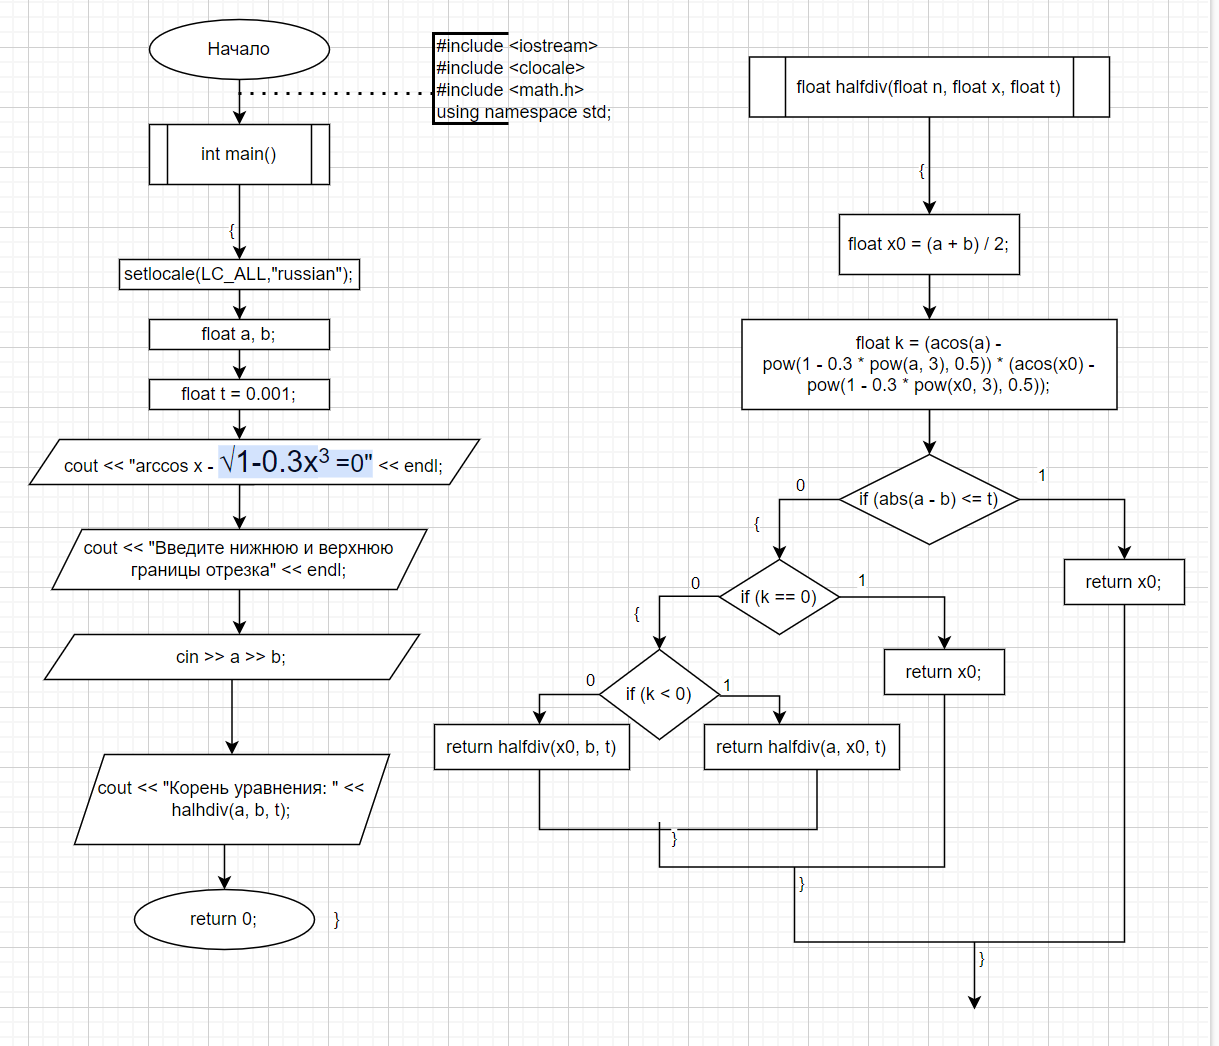 Начало
#include <iostream>
#include <clocale>
#include <math.h>
using namespace std;
int main()
{
setlocale(LC_ALL,"russian");
float a, b;
float t = 0.001;
cout << "arccos x - √1-0.3x³ =0" << endl;
cout << "Введите нижнюю и верхнюю
границы отрезка" << endl;
cin >> a >> b;
cout << "Корень уравнения: " <<
halhdiv(a, b, t);
return 0;
}
float halfdiv(float n, float x, float t)
{
float x0 = (a + b) / 2;
float k = (acos(a) -
pow(1 - 0.3 * pow(a, 3), 0.5)) * (acos(x0) -
pow(1 - 0.3 * pow(x0, 3), 0.5));
if (abs(a - b) <= t)
0
1
{
return x0;
if (k == 0)
0
1
{
return x0;
if (k < 0)
0
1
return halfdiv(x0, b, t)
return halfdiv(a, x0, t)
}
}
}